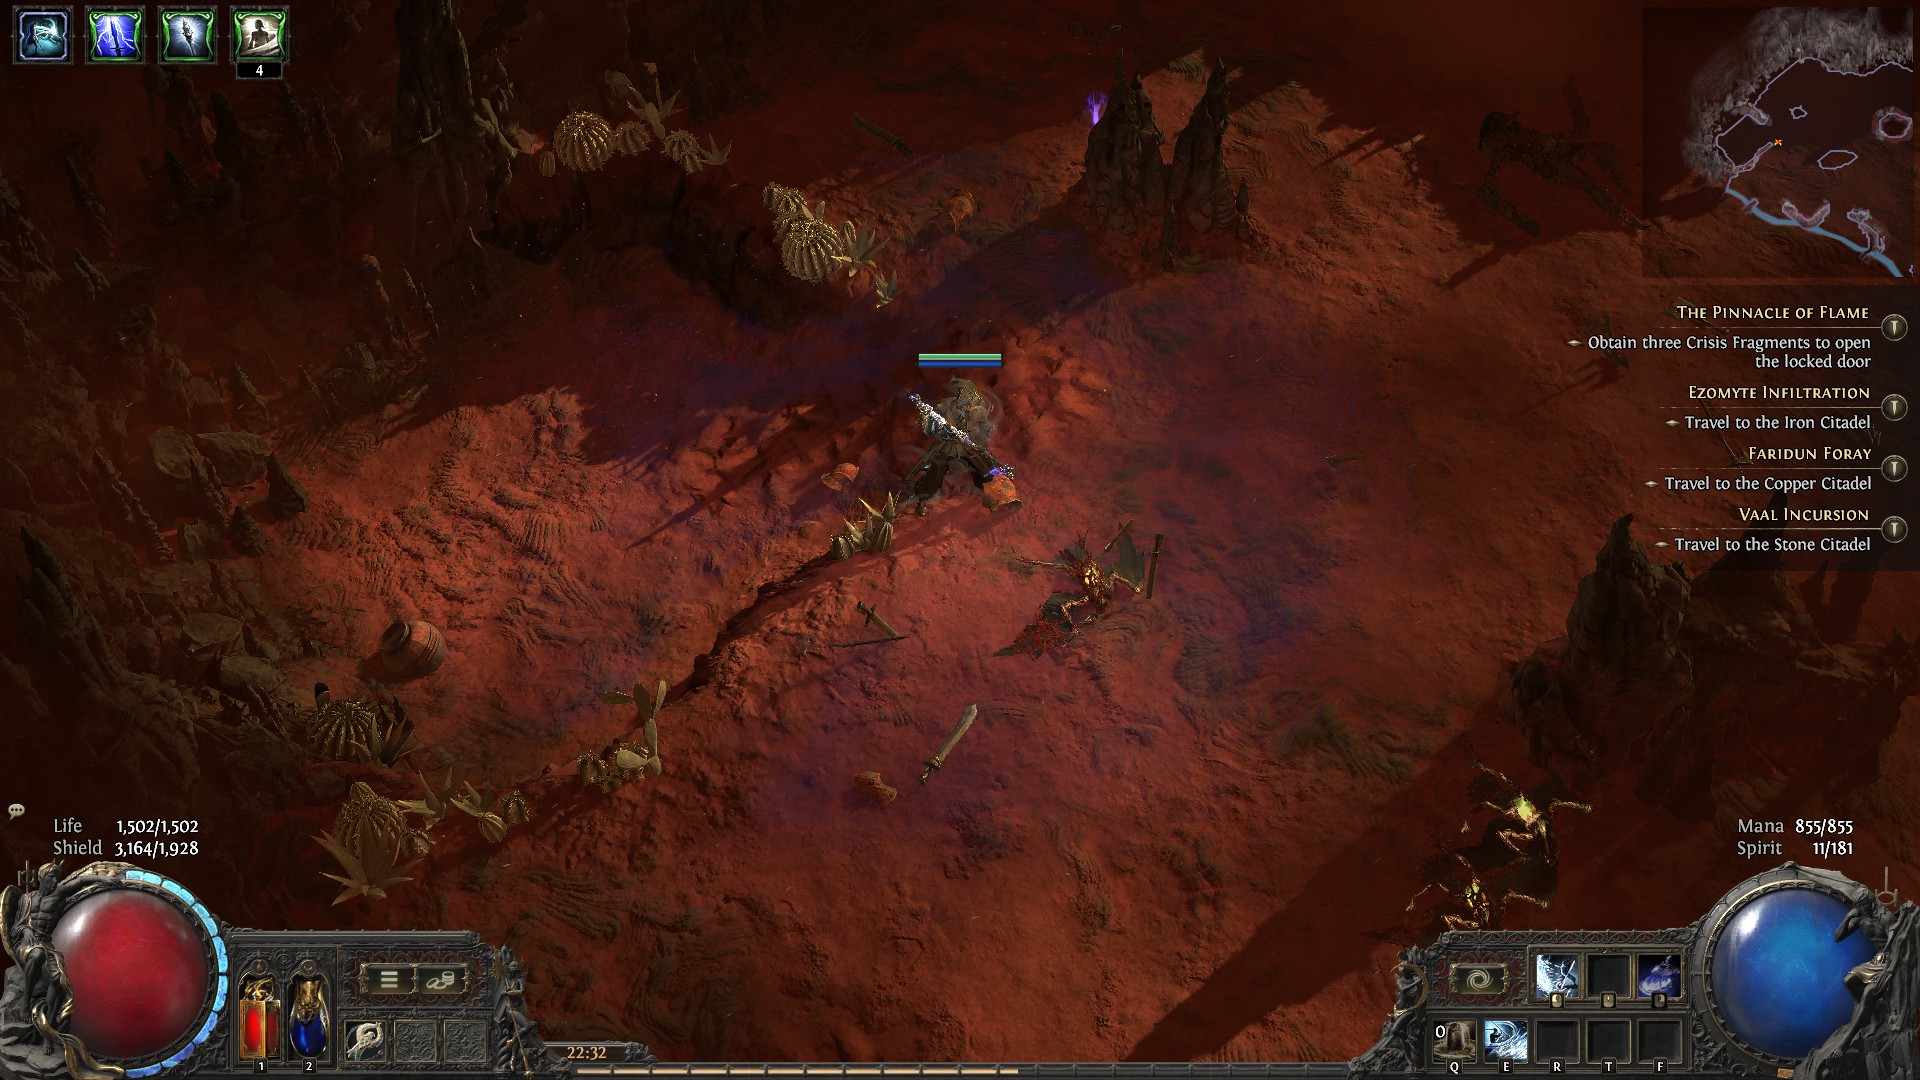 4
THE PINNACLE OF FLAME
Obtain three Crisis Fragments to open
the locked door
EZOMYTE INFILTRATION
Travel to the Iron Citadel
FARIDUN FORAY
Travel to the Copper Citadel
VAAL INCURSION
Travel to the Stone Citadel
Life 1,502/1,502
Shield 3,164/1,928
Mana 855/855
Spirit 11/181
1 2
22:32
0
Q E R T F